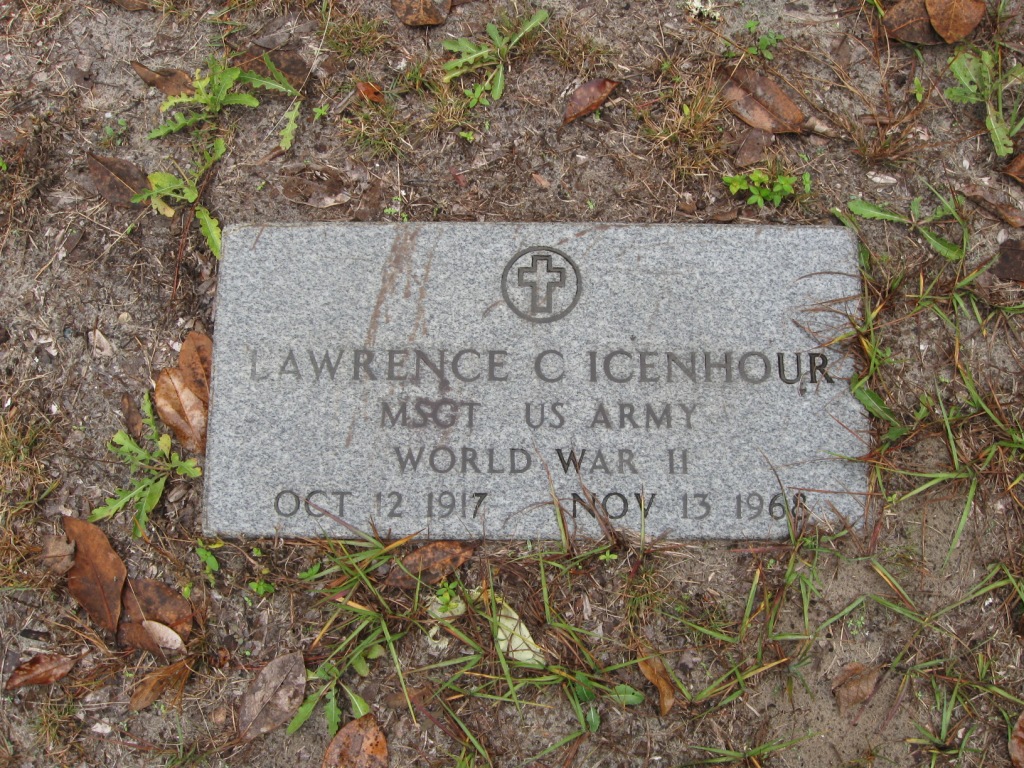 LAWRENCE C ICENHOUR
MSGT US ARMY
WORLD WAR II
OCT 12 1917 NOV 13 1968